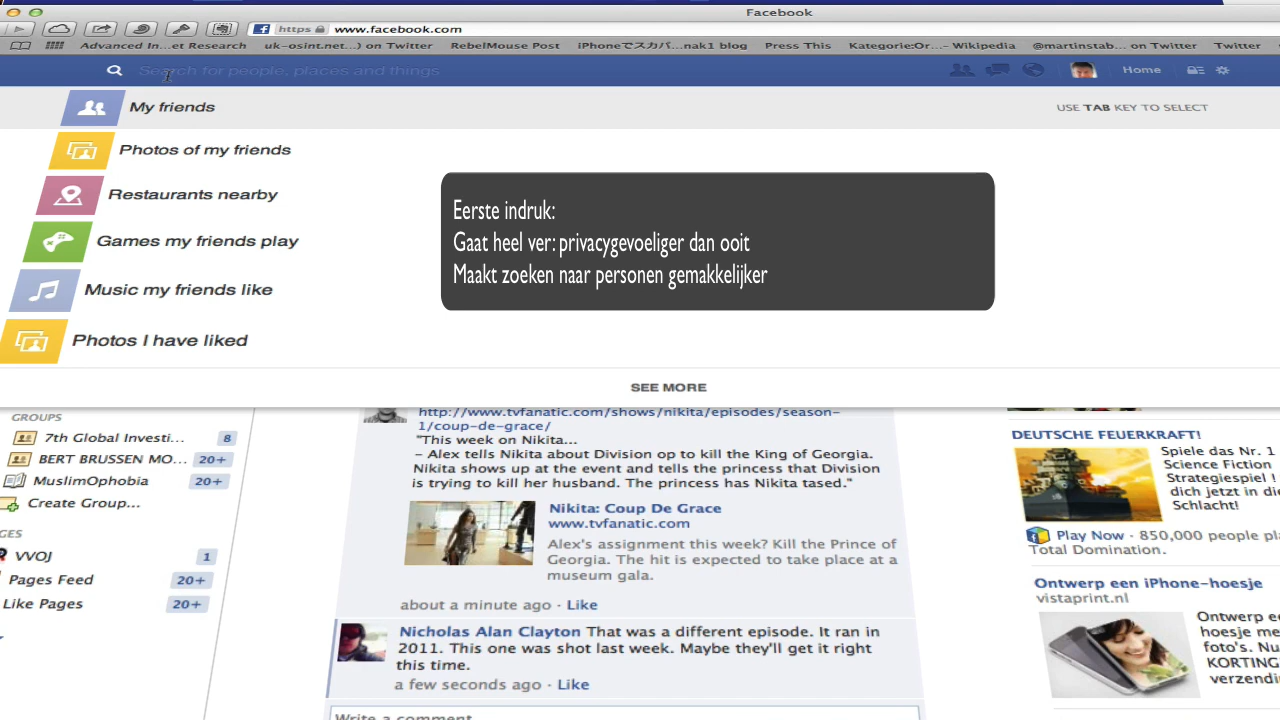 Facebook
https www.facebook.com
Advanced In...et Research uk-osint.net...) on Twitter RebelMouse Post iPhoneでスカパ...nak1 blog Press This Kategorie:Or...- Wikipedia @martinstab... on Twitter Twitter
Search for people, places and things
Home
My friends
USE TAB KEY TO SELECT
Photos of my friends
Restaurants nearby
Games my friends play
Music my friends like
Photos I have liked
Eerste indruk:
Gaat heel ver: privacygevoeliger dan ooit
Maakt zoeken naar personen gemakkelijker
SEE MORE
GROUPS
7th Global Investi... 8
BERT BRUSSEN MO... 20+
MuslimOphobia 20+
Create Group...
GES
VVOJ 1
Pages Feed 20+
Like Pages 20+
http://www.tvfanatic.com/shows/nikita/episodes/season-
1/coup-de-grace/
"This week on Nikita...
- Alex tells Nikita about Division op to kill the King of Georgia.
Nikita shows up at the event and tells the princess that Division
is trying to kill her husband. The princess has Nikita tased."
Nikita: Coup De Grace
www.tvfanatic.com
Alex's assignment this week? Kill the Prince of
Georgia. The hit is expected to take place at a
museum gala.
about a minute ago · Like
Nicholas Alan Clayton That was a different episode. It ran in
2011. This one was shot last week. Maybe they'll get it right
this time.
a few seconds ago · Like
Write a comment
DEUTSCHE FEUERKRAFT!
Spiele das Nr. 1
Science Fiction
Strategiespiel !
dich jetzt in di
Schlacht!
Play Now · 850,000 people pl
Total Domination.
Ontwerp een iPhone-hoesje
vistaprint.nl
Ontwerp ee
hoesje me
foto's. Nu
KORTING
verzendin